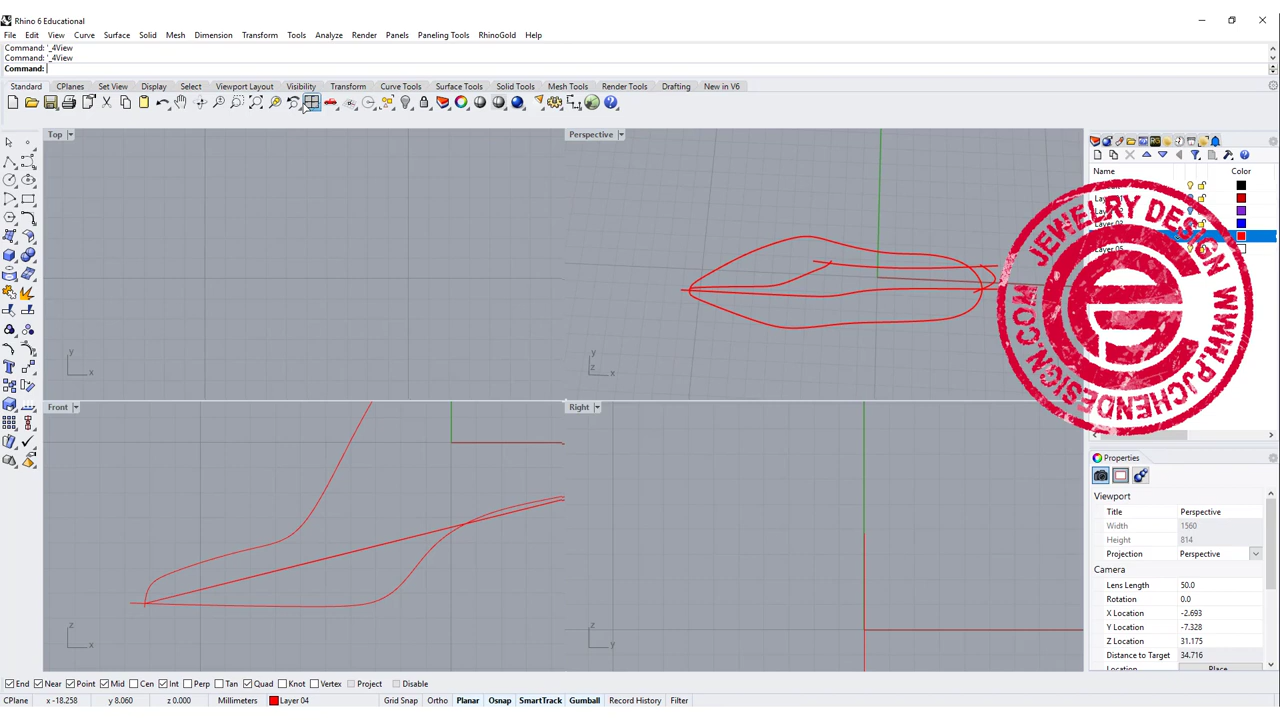 Rhino 6 Educational
File Edit View Curve Surface Solid Mesh Dimension Transform Tools Analyze Render Panels Paneling Tools RhinoGold Help
Command: '_4View
Command: '_4View
Command:
Standard CPlanes Set View Display Select Viewport Layout Visibility Transform Curve Tools Surface Tools Solid Tools Mesh Tools Render Tools Drafting New in V6
Top
Perspective
Name Color
Layer 05
JEWELRY DESIGN
WWW.PJCHENDESIGN.COM
y
x
y
z
x
Front
Right
z
x
z
y
Properties
Viewport
Title Perspective
Width 1560
Height 814
Projection Perspective
Camera
Lens Length 50.0
Rotation 0.0
X Location -2.693
Y Location -7.328
Z Location 31.175
Distance to Target 34.716
Location Place
End Near Point Mid Cen Int Perp Tan Quad Knot Vertex Project Disable
CPlane x -18.258 y 8.060 z 0.000 Millimeters Layer 04 Grid Snap Ortho Planar Osnap SmartTrack Gumball Record History Filter